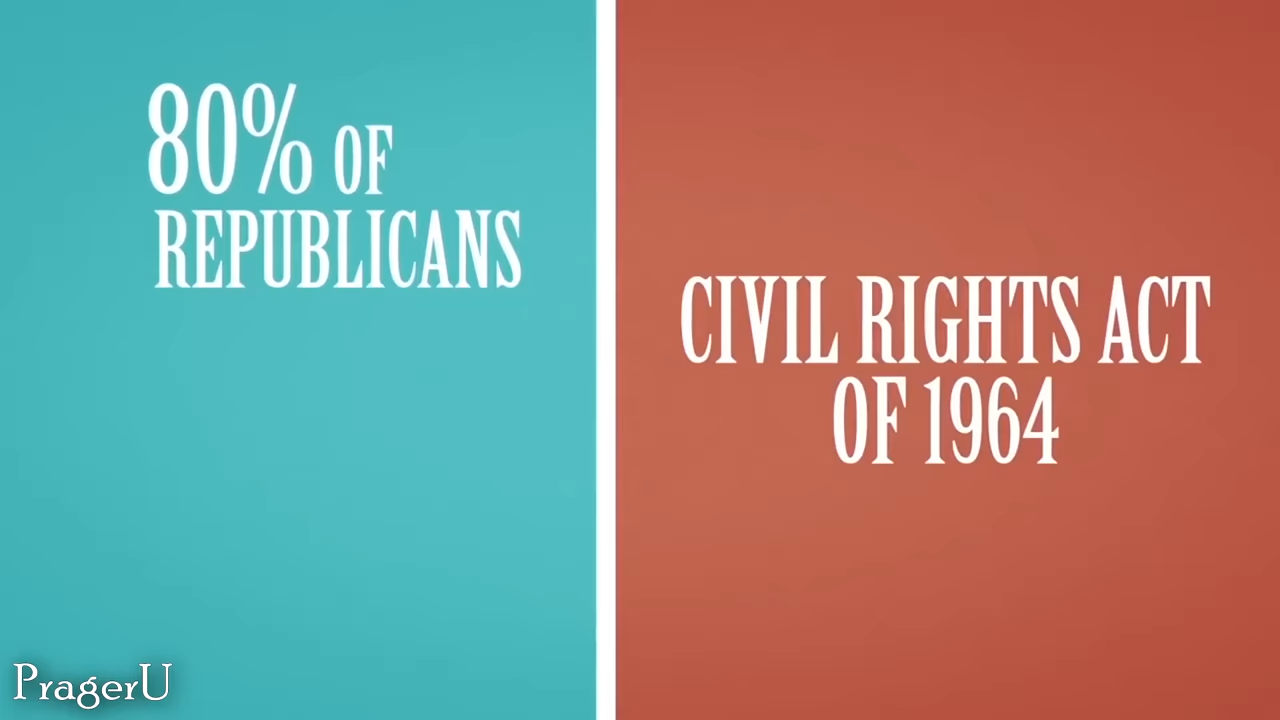 80% OF
REPUBLICANS
CIVIL RIGHTS ACT
OF 1964
PragerU